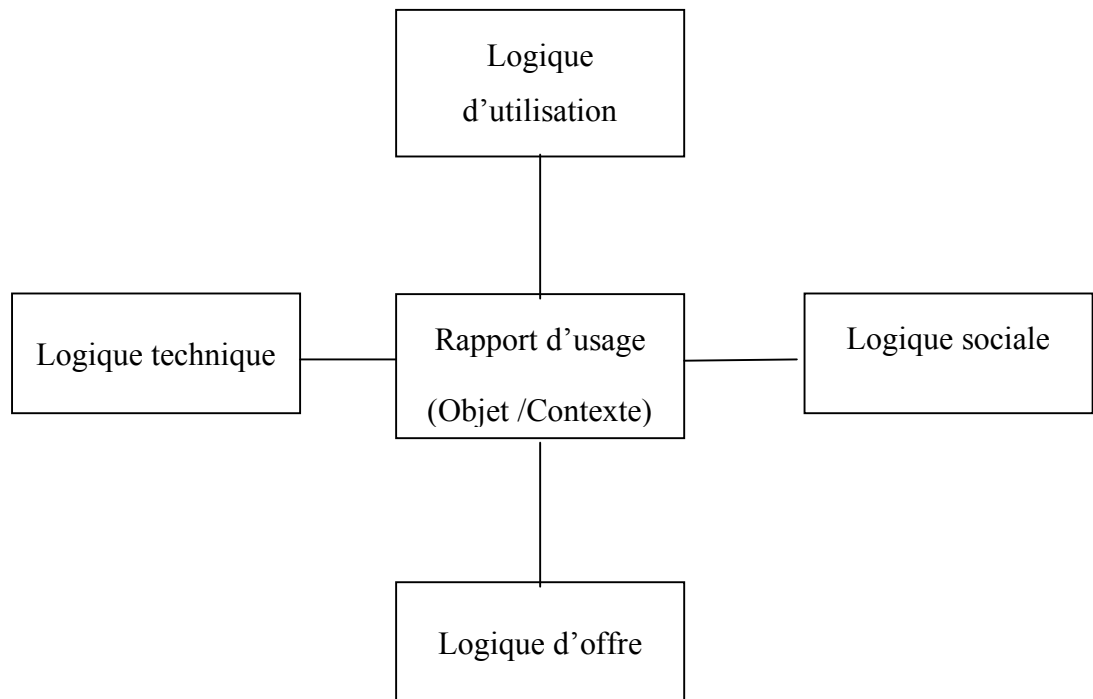 Logique
d’utilisation
Logique technique
Rapport d’usage
(Objet /Contexte)
Logique sociale
Logique d’offre